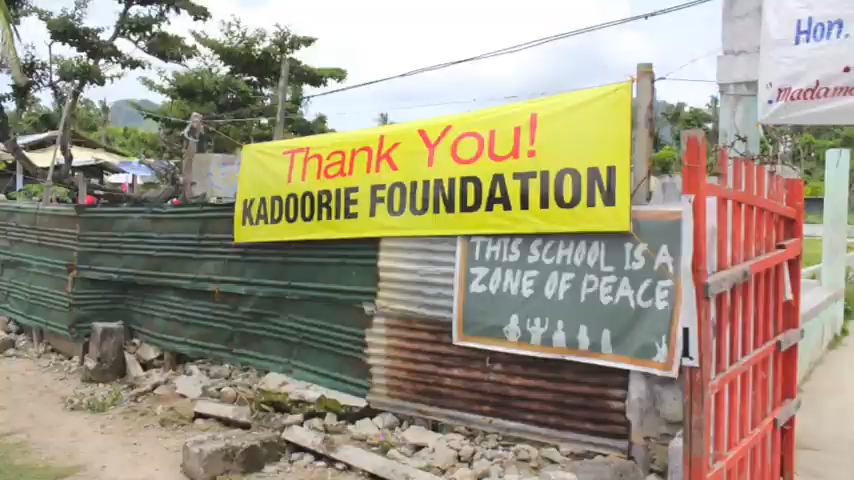 Thank You!
KADOORIE FOUNDATION
THIS SCHOOL IS A
ZONE OF PEACE
Hon.
madame